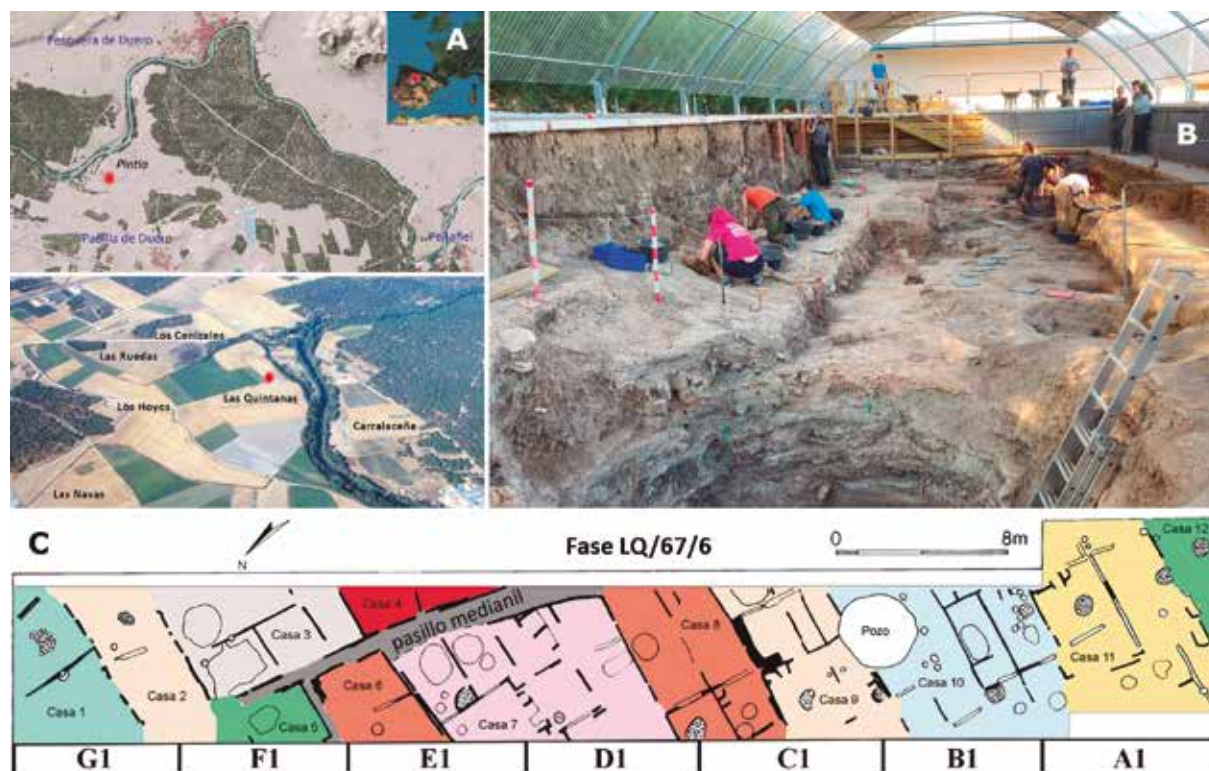 A
Pesquera de Duero
Pintia
Padilla de Duero
Peñafiel
Los Cenizales
Las Ruedas
Las Quintanas
Los Hoyos
Carralaceña
Las Navas
B
C
N
Fase LQ/67/6
0 8m
Casa 1
Casa 2
Casa 3
Casa 4
pasillo medianil
Casa 5
Casa 6
Casa 7
Casa 8
Casa 9
Pozo
Casa 10
Casa 11
Casa 12
G1 F1 E1 D1 C1 B1 A1